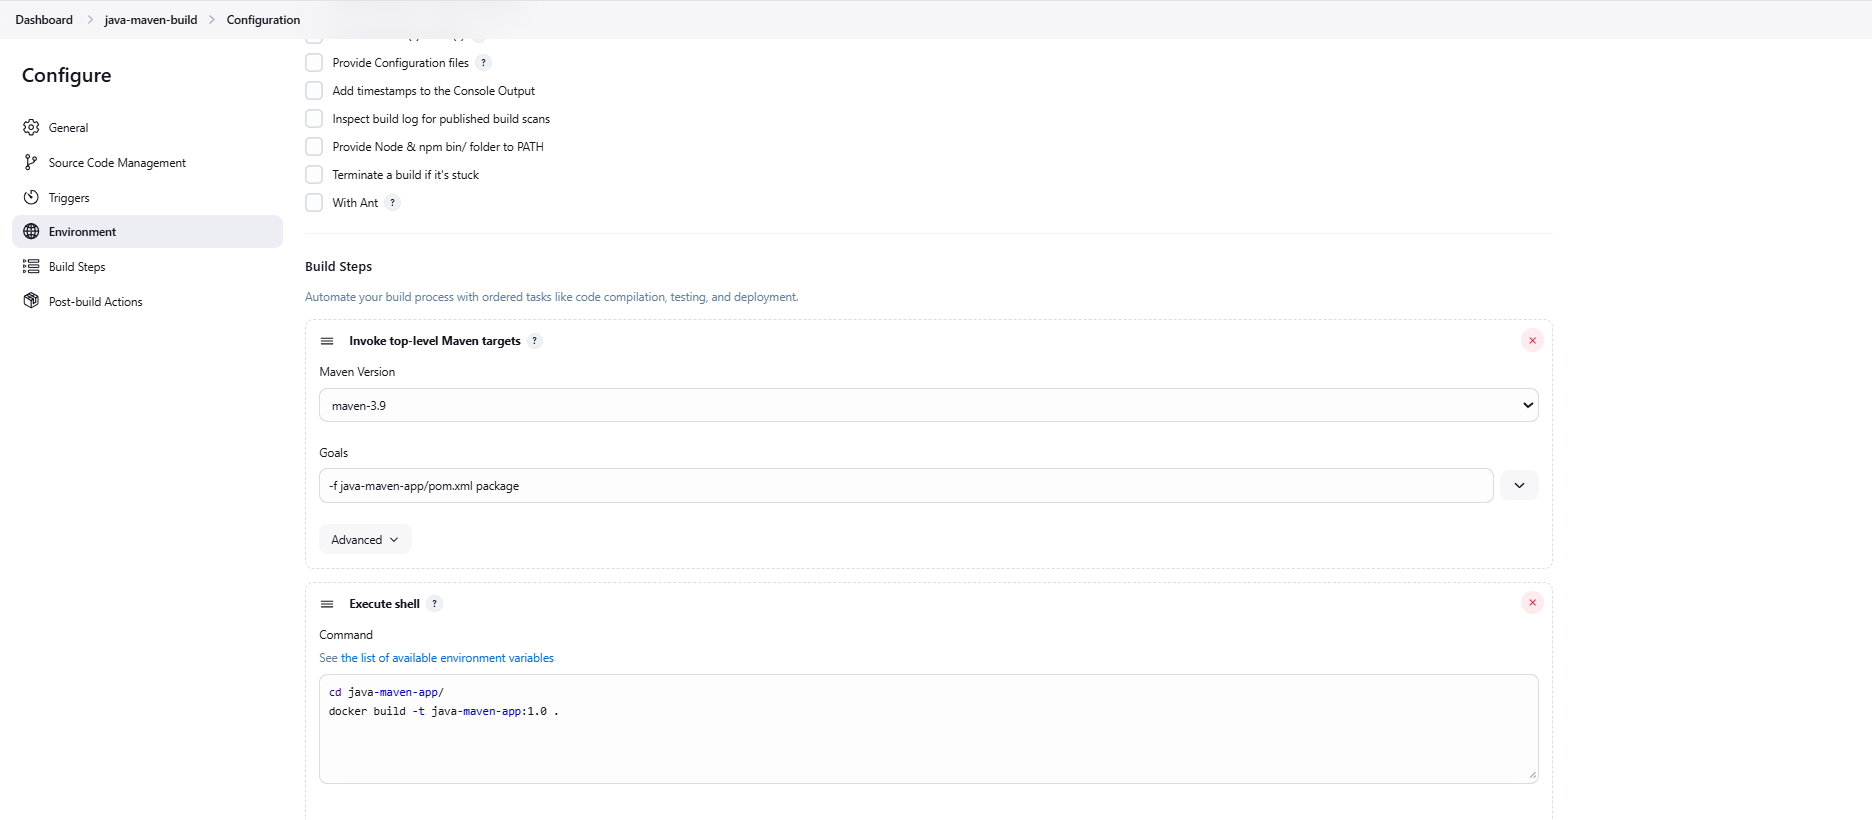 Dashboard > java-maven-build > Configuration
Configure
General
Source Code Management
Triggers
Environment
Build Steps
Post-build Actions
Provide Configuration files ?
Add timestamps to the Console Output
Inspect build log for published build scans
Provide Node & npm bin/ folder to PATH
Terminate a build if it's stuck
With Ant ?
Build Steps
Automate your build process with ordered tasks like code compilation, testing, and deployment.
Invoke top-level Maven targets ?
Maven Version
maven-3.9
Goals
-f java-maven-app/pom.xml package
Advanced
Execute shell ?
Command
See the list of available environment variables
cd java-maven-app/
docker build -t java-maven-app:1.0 .